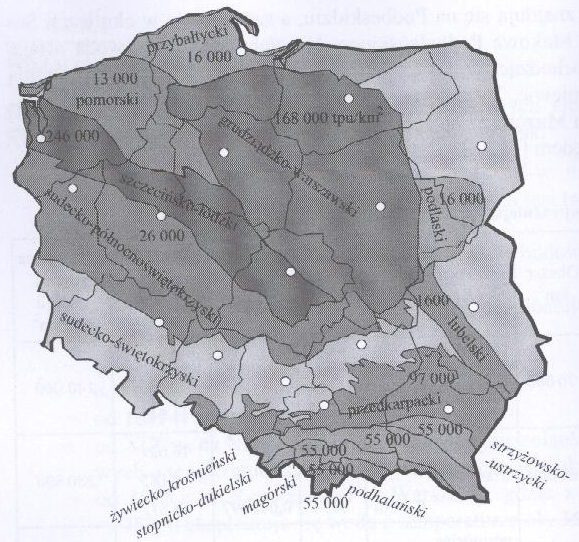 przybałtycki
16 000
13 000
pomorski
168 000 tpu/km²
246 000
grudziądzko-warszawski
szczecińsko-łódzki
podlaski
16 000
sudecko-północnoświętokrzyski
26 000
1600
lubelski
sudecko-świętokrzyski
97 000
przedkarpacki
55 000
55 000
55 000
55 000
strzyżowsko-
-ustrzycki
żywiecko-krośnieński
stopnicko-dukielski
magórski
podhalański
55 000